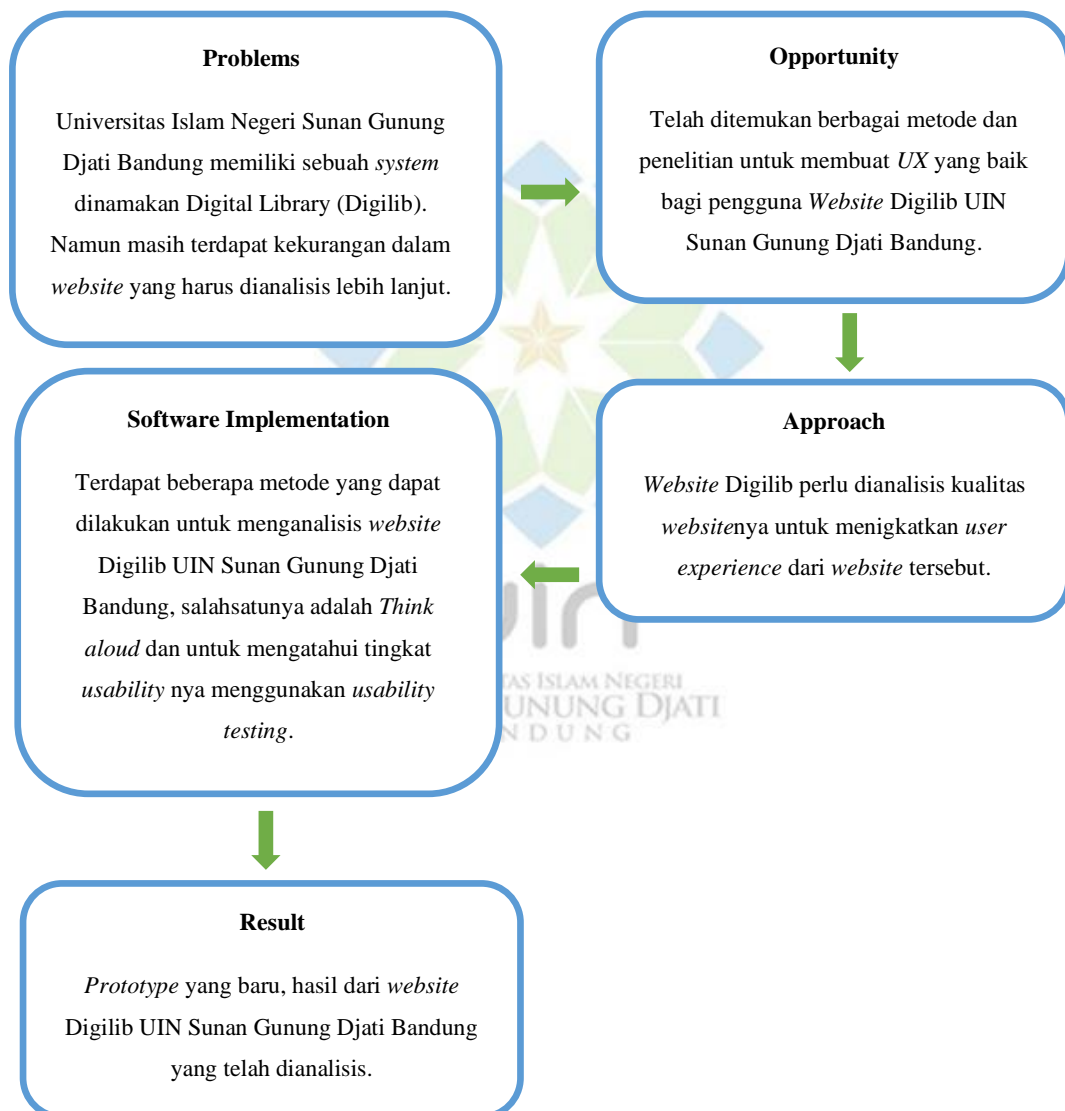 Problems
Universitas Islam Negeri Sunan Gunung
Djati Bandung memiliki sebuah system
dinamakan Digital Library (Digilib).
Namun masih terdapat kekurangan dalam
website yang harus dianalisis lebih lanjut.
Opportunity
Telah ditemukan berbagai metode dan
penelitian untuk membuat UX yang baik
bagi pengguna Website Digilib UIN
Sunan Gunung Djati Bandung.
Approach
Website Digilib perlu dianalisis kualitas
websitenya untuk menigkatkan user
experience dari website tersebut.
Software Implementation
Terdapat beberapa metode yang dapat
dilakukan untuk menganalisis website
Digilib UIN Sunan Gunung Djati
Bandung, salahsatunya adalah Think
aloud dan untuk mengatahui tingkat
usability nya menggunakan usability
testing.
ISLAM NEGERI
UNUNG DJATI
NDUNG
Result
Prototype yang baru, hasil dari website
Digilib UIN Sunan Gunung Djati Bandung
yang telah dianalisis.